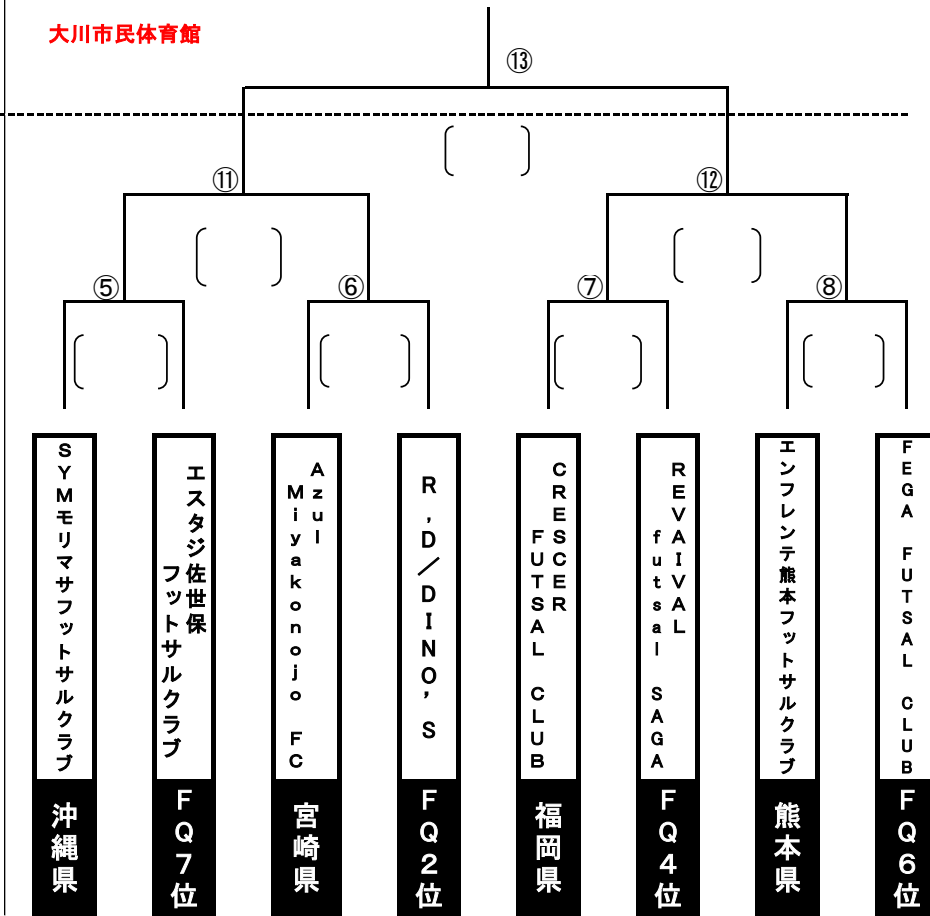 大川市民体育館
⑬
⑪
⑫
⑤
⑥
⑦
⑧
SYMモリマサフットサルクラブ
沖縄県
エスタジ佐世保
フットサルクラブ
FQ7位
Azul
Miyakonojo FC
宮崎県
R,D/DINO'S
FQ2位
CRESCER
FUTSAL CLUB
福岡県
REVAIVAL
futsal SAGA
FQ4位
エンフレンテ熊本フットサルクラブ
熊本県
FEGA FUTSAL CLUB
FQ6位